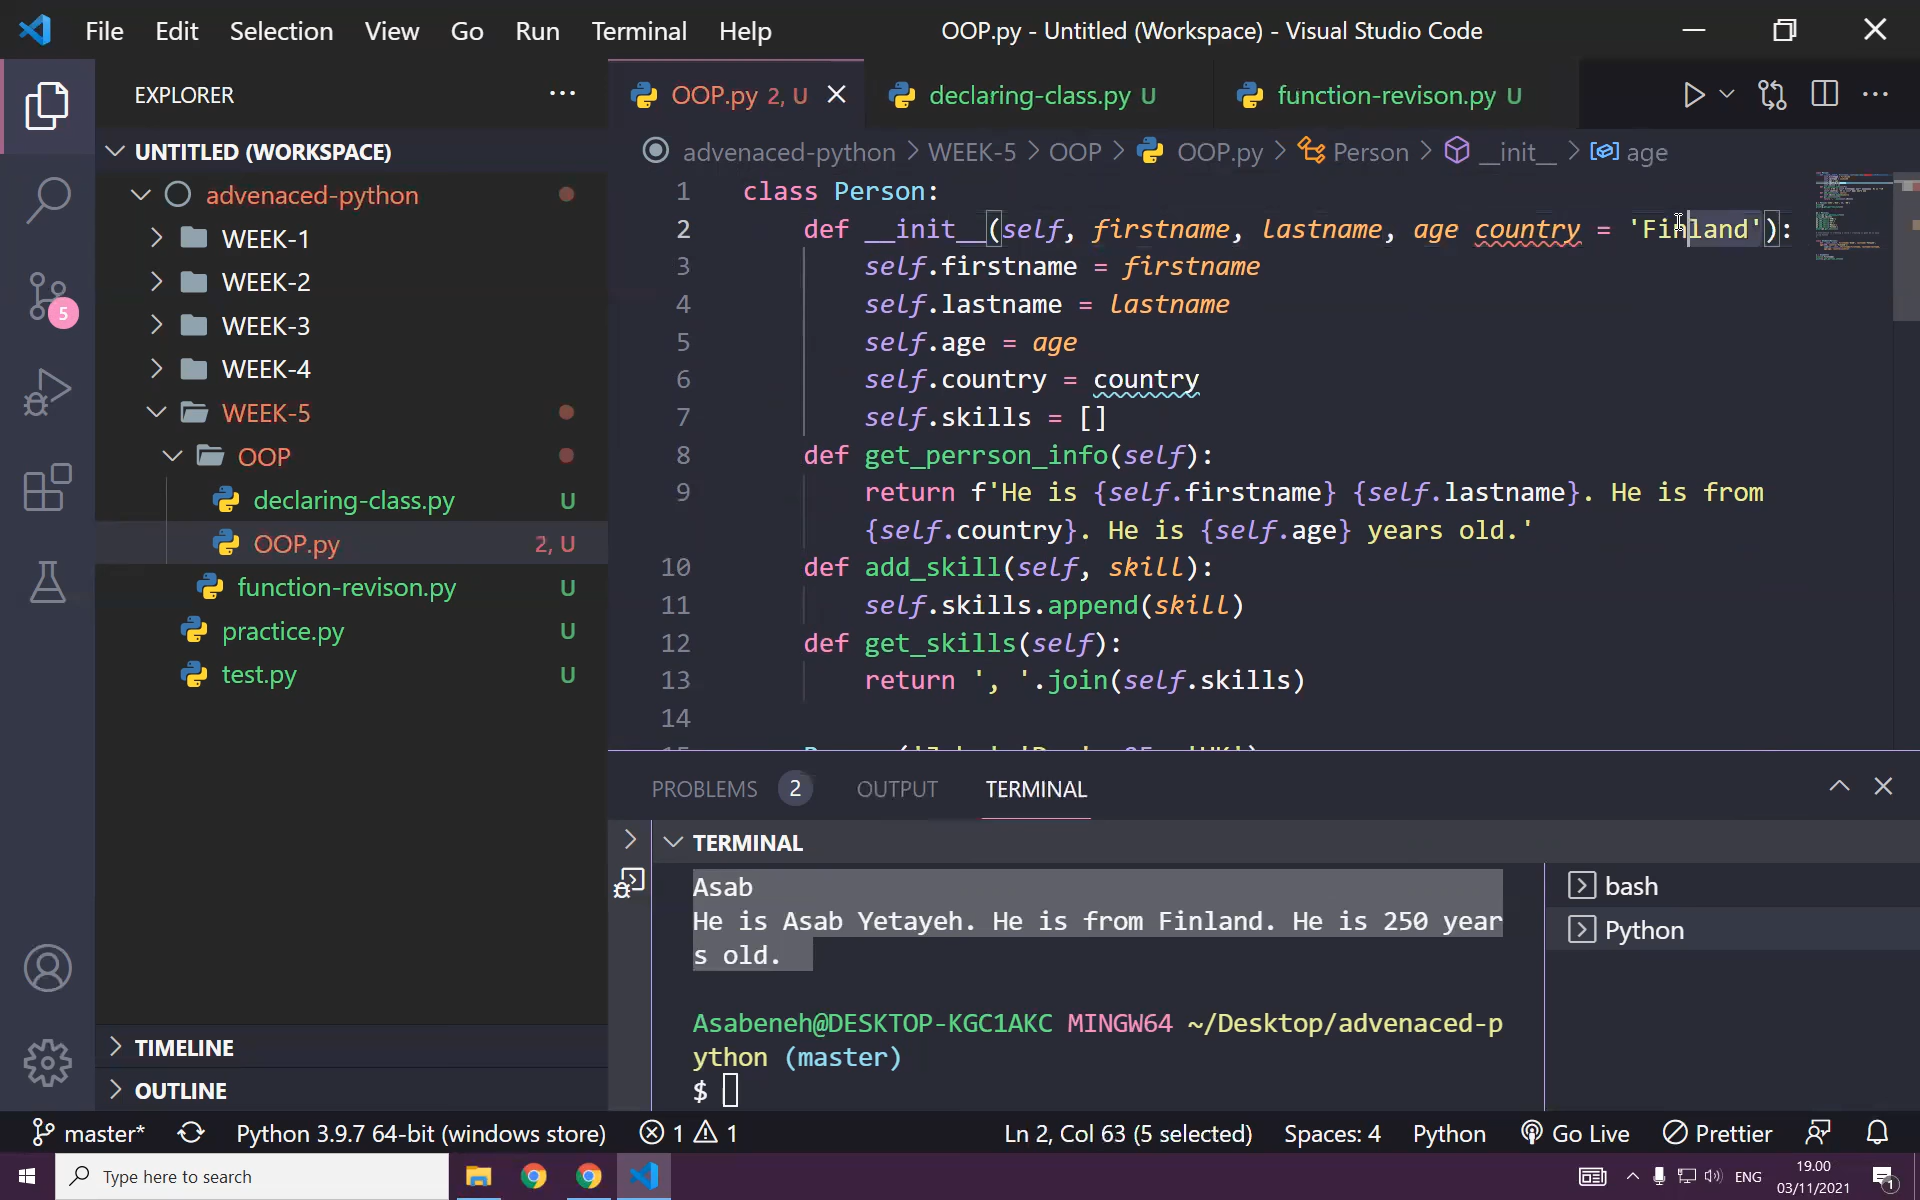 File Edit Selection View Go Run Terminal Help OOP.py - Untitled (Workspace) - Visual Studio Code
EXPLORER
UNTITLED (WORKSPACE)
advenaced-python
WEEK-1
WEEK-2
WEEK-3
WEEK-4
WEEK-5
OOP
declaring-class.py U
OOP.py 2, U
function-revison.py U
practice.py U
test.py U
TIMELINE
OUTLINE
OOP.py 2, U declaring-class.py U function-revison.py U
advenaced-python > WEEK-5 > OOP > OOP.py > Person > __init__ > age
1 class Person:
2 def __init__(self, firstname, lastname, age country = 'Finland'):
3 self.firstname = firstname
4 self.lastname = lastname
5 self.age = age
6 self.country = country
7 self.skills = []
8 def get_perrson_info(self):
9 return f'He is {self.firstname} {self.lastname}. He is from
{self.country}. He is {self.age} years old.'
10 def add_skill(self, skill):
11 self.skills.append(skill)
12 def get_skills(self):
13 return ', '.join(self.skills)
14
PROBLEMS 2 OUTPUT TERMINAL
TERMINAL
Asab
He is Asab Yetayeh. He is from Finland. He is 250 year
s old.
Asabeneh@DESKTOP-KGC1AKC MINGW64 ~/Desktop/advenaced-p
ython (master)
$
bash
Python
5
master* Python 3.9.7 64-bit (windows store) 1 1 Ln 2, Col 63 (5 selected) Spaces: 4 Python Go Live Prettier
Type here to search
ENG
19.00
03/11/2021
1